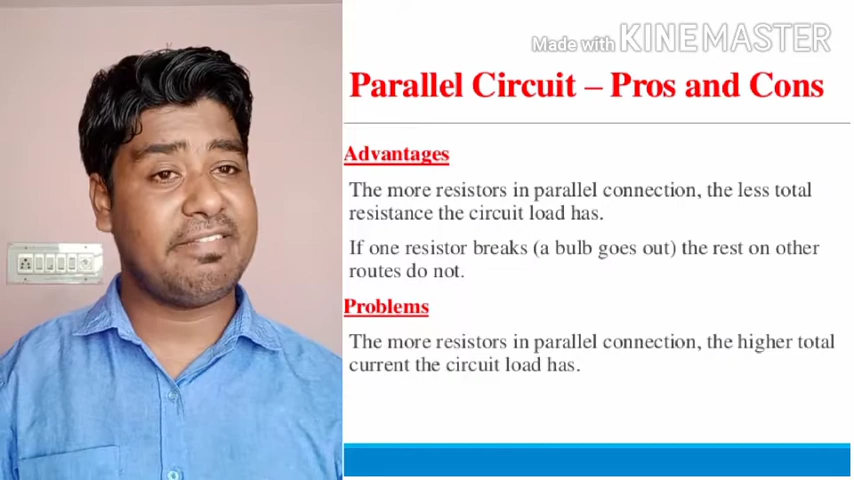 Made with KINEMASTER
Parallel Circuit – Pros and Cons
Advantages
The more resistors in parallel connection, the less total
resistance the circuit load has.
If one resistor breaks (a bulb goes out) the rest on other
routes do not.
Problems
The more resistors in parallel connection, the higher total
current the circuit load has.